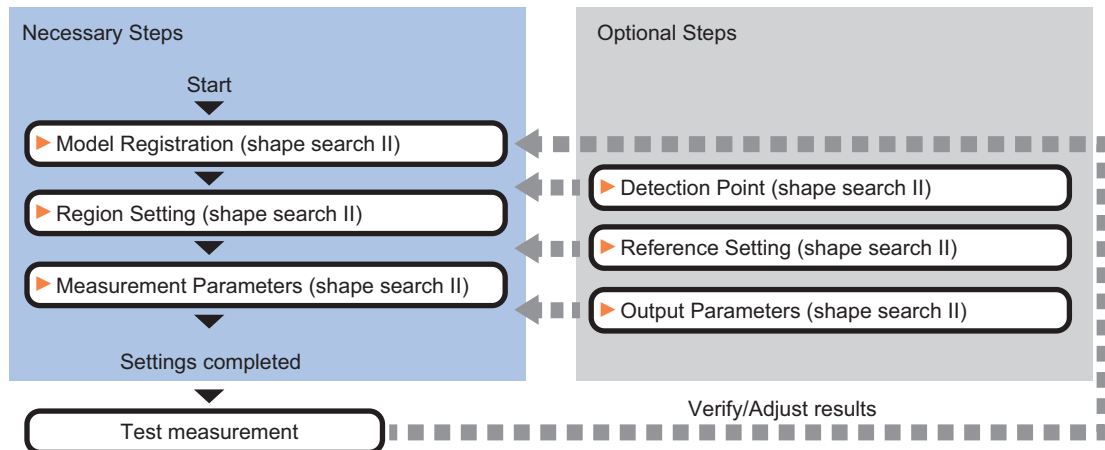 Necessary Steps
Start
Model Registration (shape search II)
Region Setting (shape search II)
Measurement Parameters (shape search II)
Settings completed
Test measurement
Optional Steps
Detection Point (shape search II)
Reference Setting (shape search II)
Output Parameters (shape search II)
Verify/Adjust results